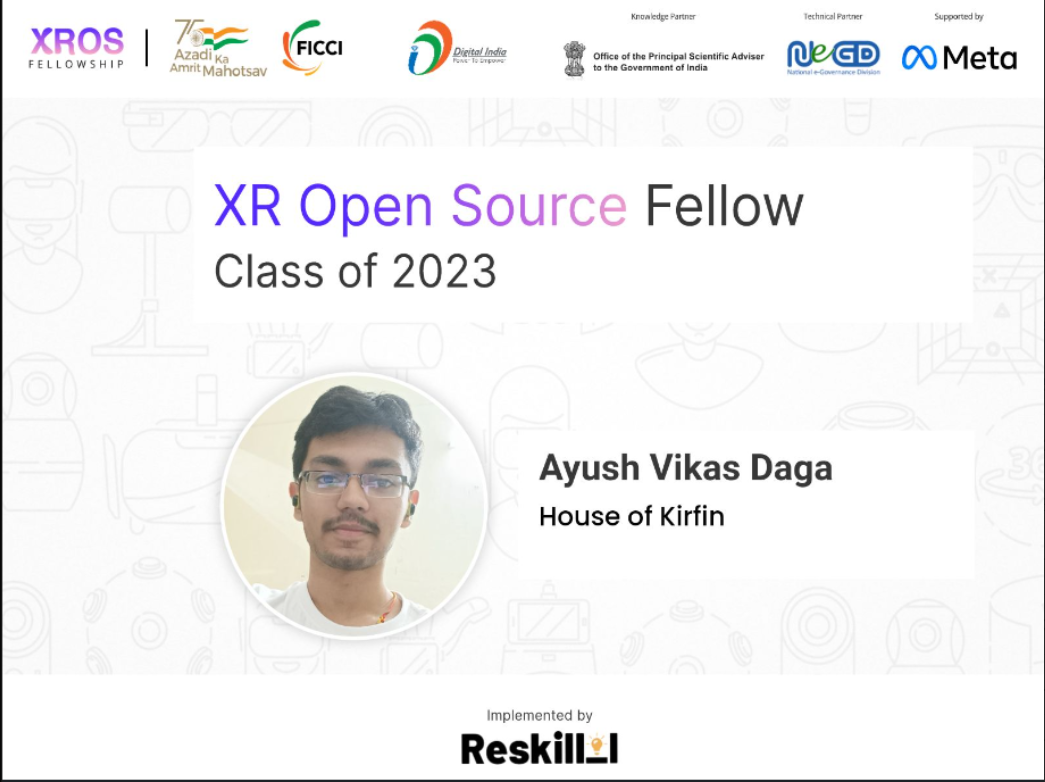 XROS
FELLOWSHIP
75
Azadi Ka
Amrit Mahotsav
FICCI
Digital India
Power To Empower
Knowledge Partner
Office of the Principal Scientific Adviser
to the Government of India
Technical Partner
NeGD
National e-Governance Division
Supported by
Meta
XR Open Source Fellow
Class of 2023
Ayush Vikas Daga
House of Kirfin
Implemented by
Reskilll